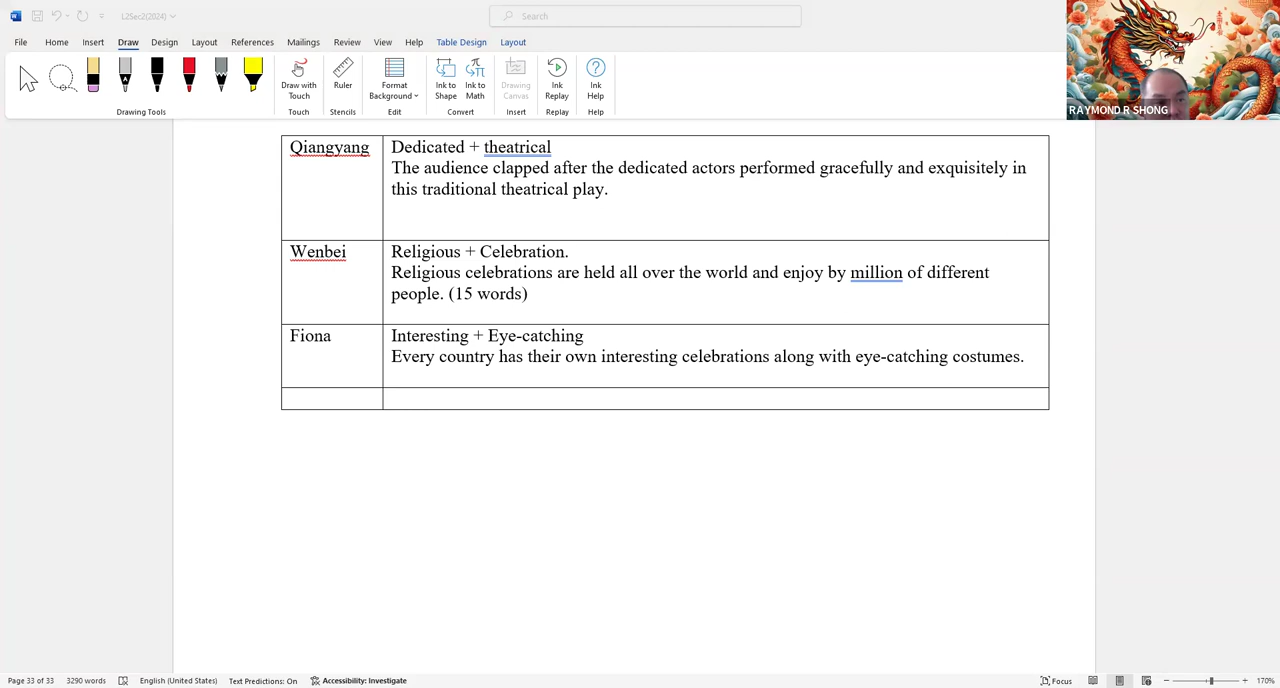 L2Sec2(2024)
Search
File Home Insert Draw Design Layout References Mailings Review View Help Table Design Layout
Draw with Touch
Ruler
Format Background
Ink to Shape
Ink to Math
Drawing Canvas
Ink Replay
Ink Help
Drawing Tools Touch Stencils Edit Convert Insert Replay Help
RAYMOND R SHONG
Qiangyang
Dedicated + theatrical
The audience clapped after the dedicated actors performed gracefully and exquisitely in
this traditional theatrical play.
Wenbei
Religious + Celebration.
Religious celebrations are held all over the world and enjoy by million of different
people. (15 words)
Fiona
Interesting + Eye-catching
Every country has their own interesting celebrations along with eye-catching costumes.
Page 33 of 33 3290 words English (United States) Text Predictions: On Accessibility: Investigate Focus 170%